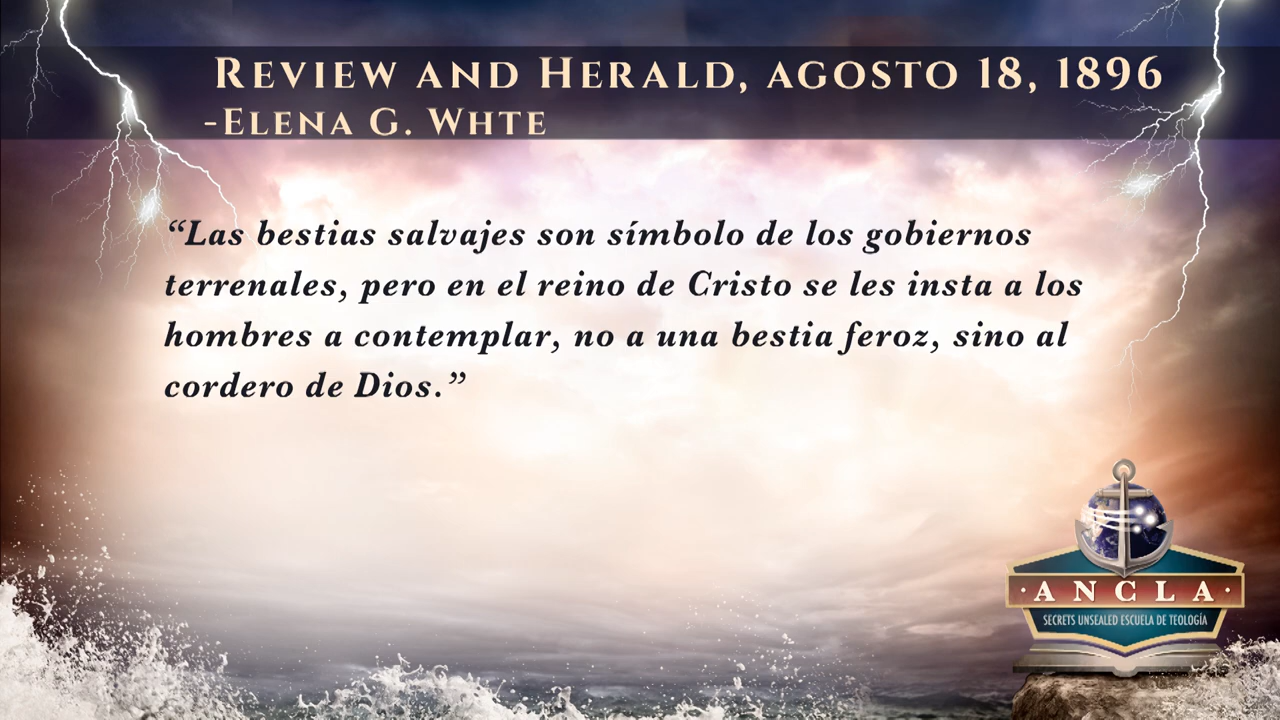 Review and Herald, agosto 18, 1896
-Elena G. Whte
“Las bestias salvajes son símbolo de los gobiernos
terrenales, pero en el reino de Cristo se les insta a los
hombres a contemplar, no a una bestia feroz, sino al
cordero de Dios.”
·ANCLA·
SECRETS UNSEALED ESCUELA DE TEOLOGÍA